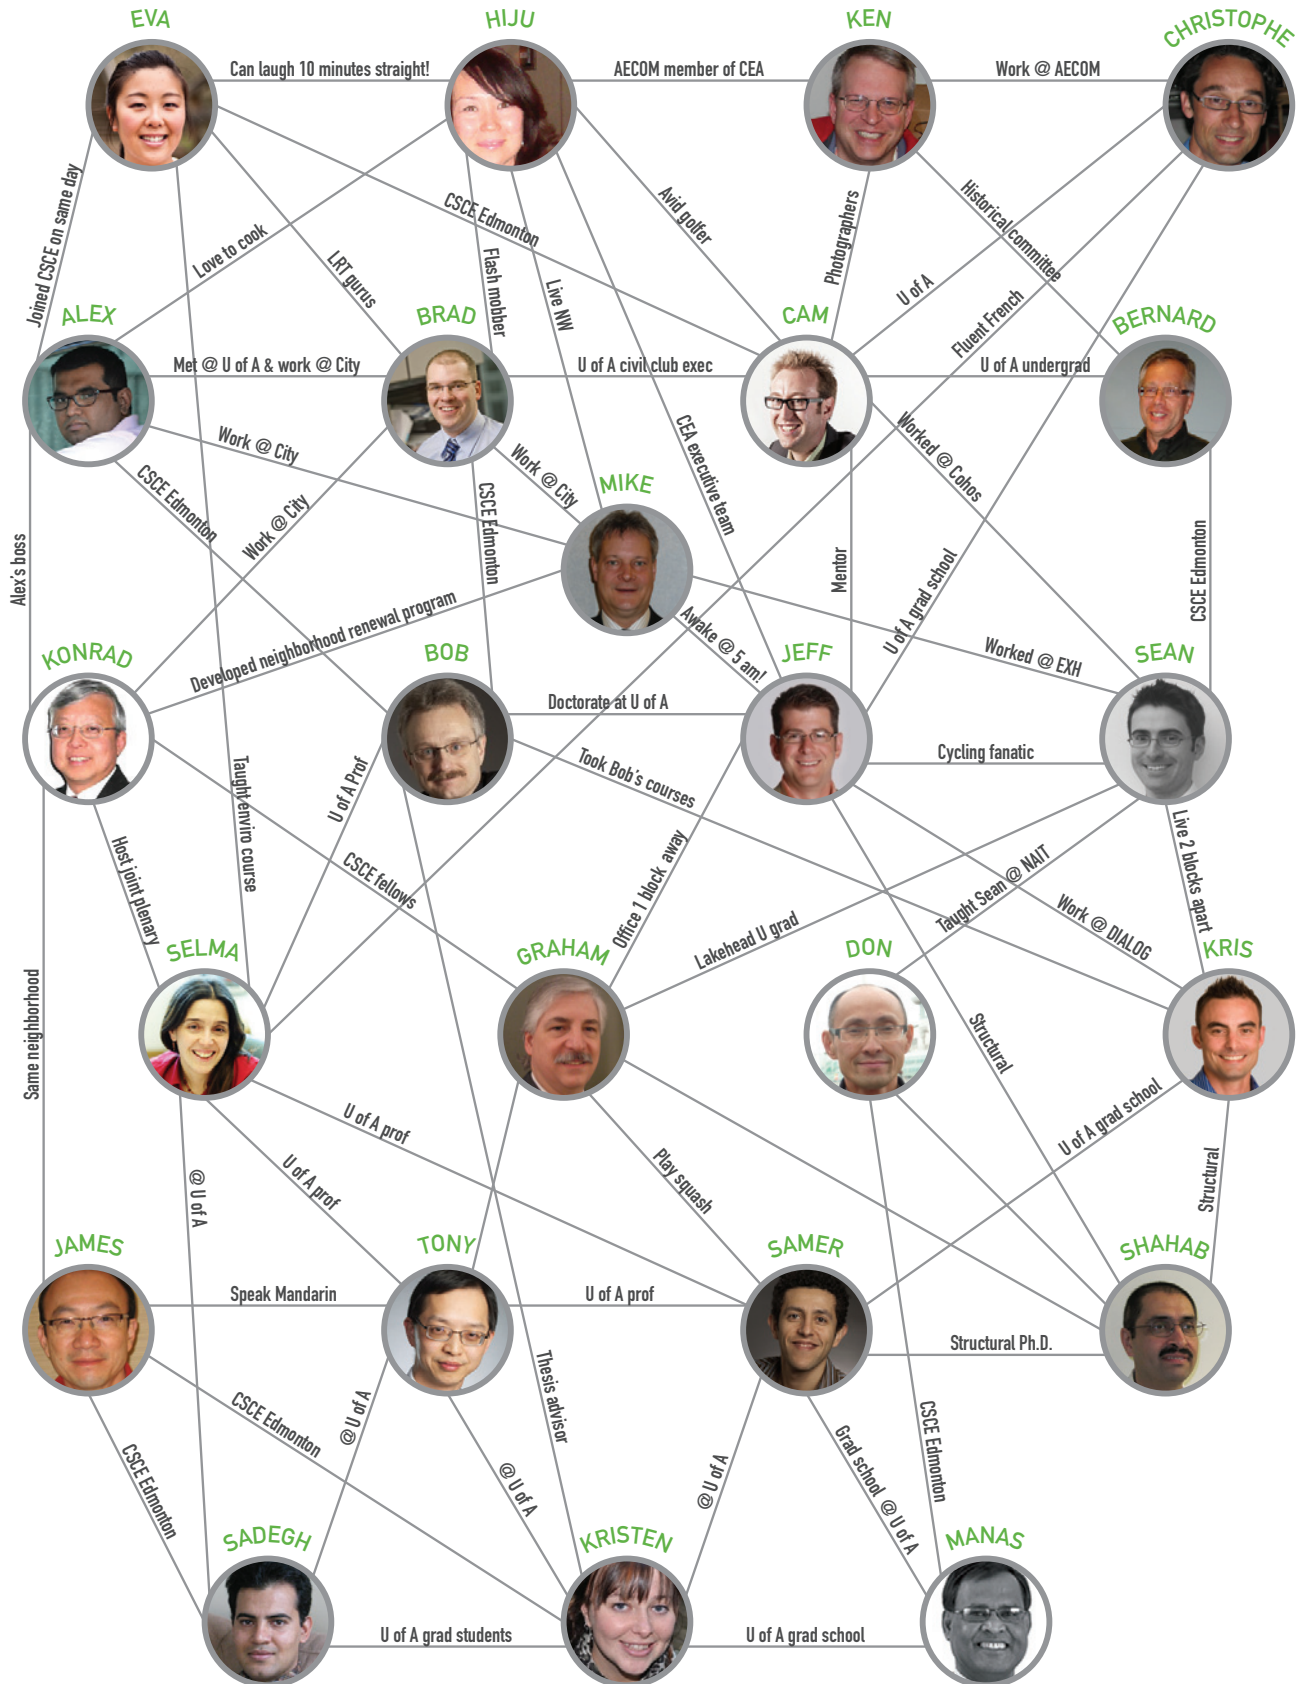 EVA
HIJU
KEN
CHRISTOPHE
Can laugh 10 minutes straight!
AECOM member of CEA
Work @ AECOM
Joined CSCE on same day
Love to cook
LRT gurus
CSCE Edmonton
Flash mobber
Live NW
Avid golfer
Photographers
U of A
Historical committee
Fluent French
ALEX
BRAD
CAM
BERNARD
Met @ U of A & work @ City
U of A civil club exec
U of A undergrad
Work @ City
CSCE Edmonton
Work @ City
Work @ City
CSCE Edmonton
CEA executive team
Worked @ Cohos
MIKE
Alex's boss
Mentor
U of A grad school
CSCE Edmonton
Developed neighborhood renewal program
Awake @ 5 am!
Worked @ EXH
KONRAD
BOB
JEFF
SEAN
Doctorate at U of A
Cycling fanatic
Taught enviro course
U of A Prof
Took Bob's courses
Host joint plenary
CSCE fellows
Office 1 block away
Lakehead U grad
Taught Sean @ NAIT
Work @ DIALOG
Live 2 blocks apart
SELMA
GRAHAM
DON
KRIS
Same neighborhood
Structural
@ U of A
U of A prof
U of A prof
Play squash
U of A grad school
Structural
JAMES
TONY
SAMER
SHAHAB
Speak Mandarin
U of A prof
Structural Ph.D.
CSCE Edmonton
CSCE Edmonton
@ U of A
Thesis advisor
@ U of A
@ U of A
Grad school @ U of A
CSCE Edmonton
SADEGH
KRISTEN
MANAS
U of A grad students
U of A grad school